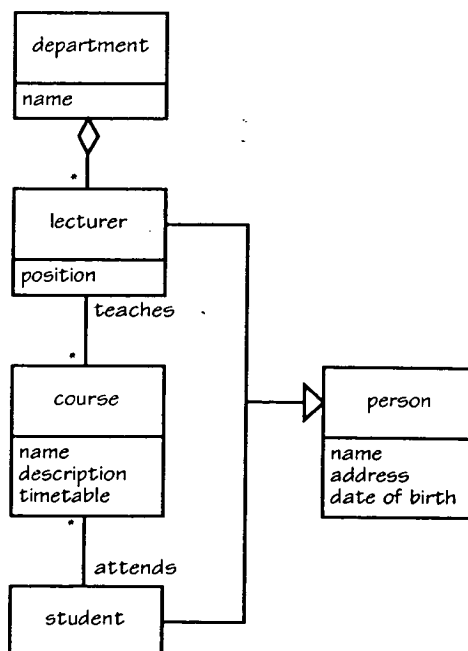 department
name
*
lecturer
position
teaches
*
course
name
description
timetable
*
attends
student
person
name
address
date of birth